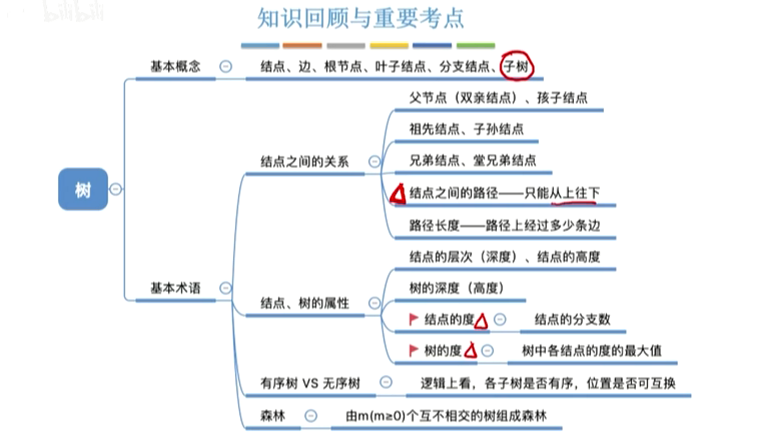 bilibili
知识回顾与重要考点
树
基本概念
结点、边、根节点、叶子结点、分支结点、子树
基本术语
结点之间的关系
父节点（双亲结点）、孩子结点
祖先结点、子孙结点
兄弟结点、堂兄弟结点
结点之间的路径——只能从上往下
路径长度——路径上经过多少条边
结点、树的属性
结点的层次（深度）、结点的高度
树的深度（高度）
结点的度
结点的分支数
树的度
树中各结点的度的最大值
有序树 VS 无序树
逻辑上看，各子树是否有序，位置是否可互换
森林
由m(m≥0)个互不相交的树组成森林